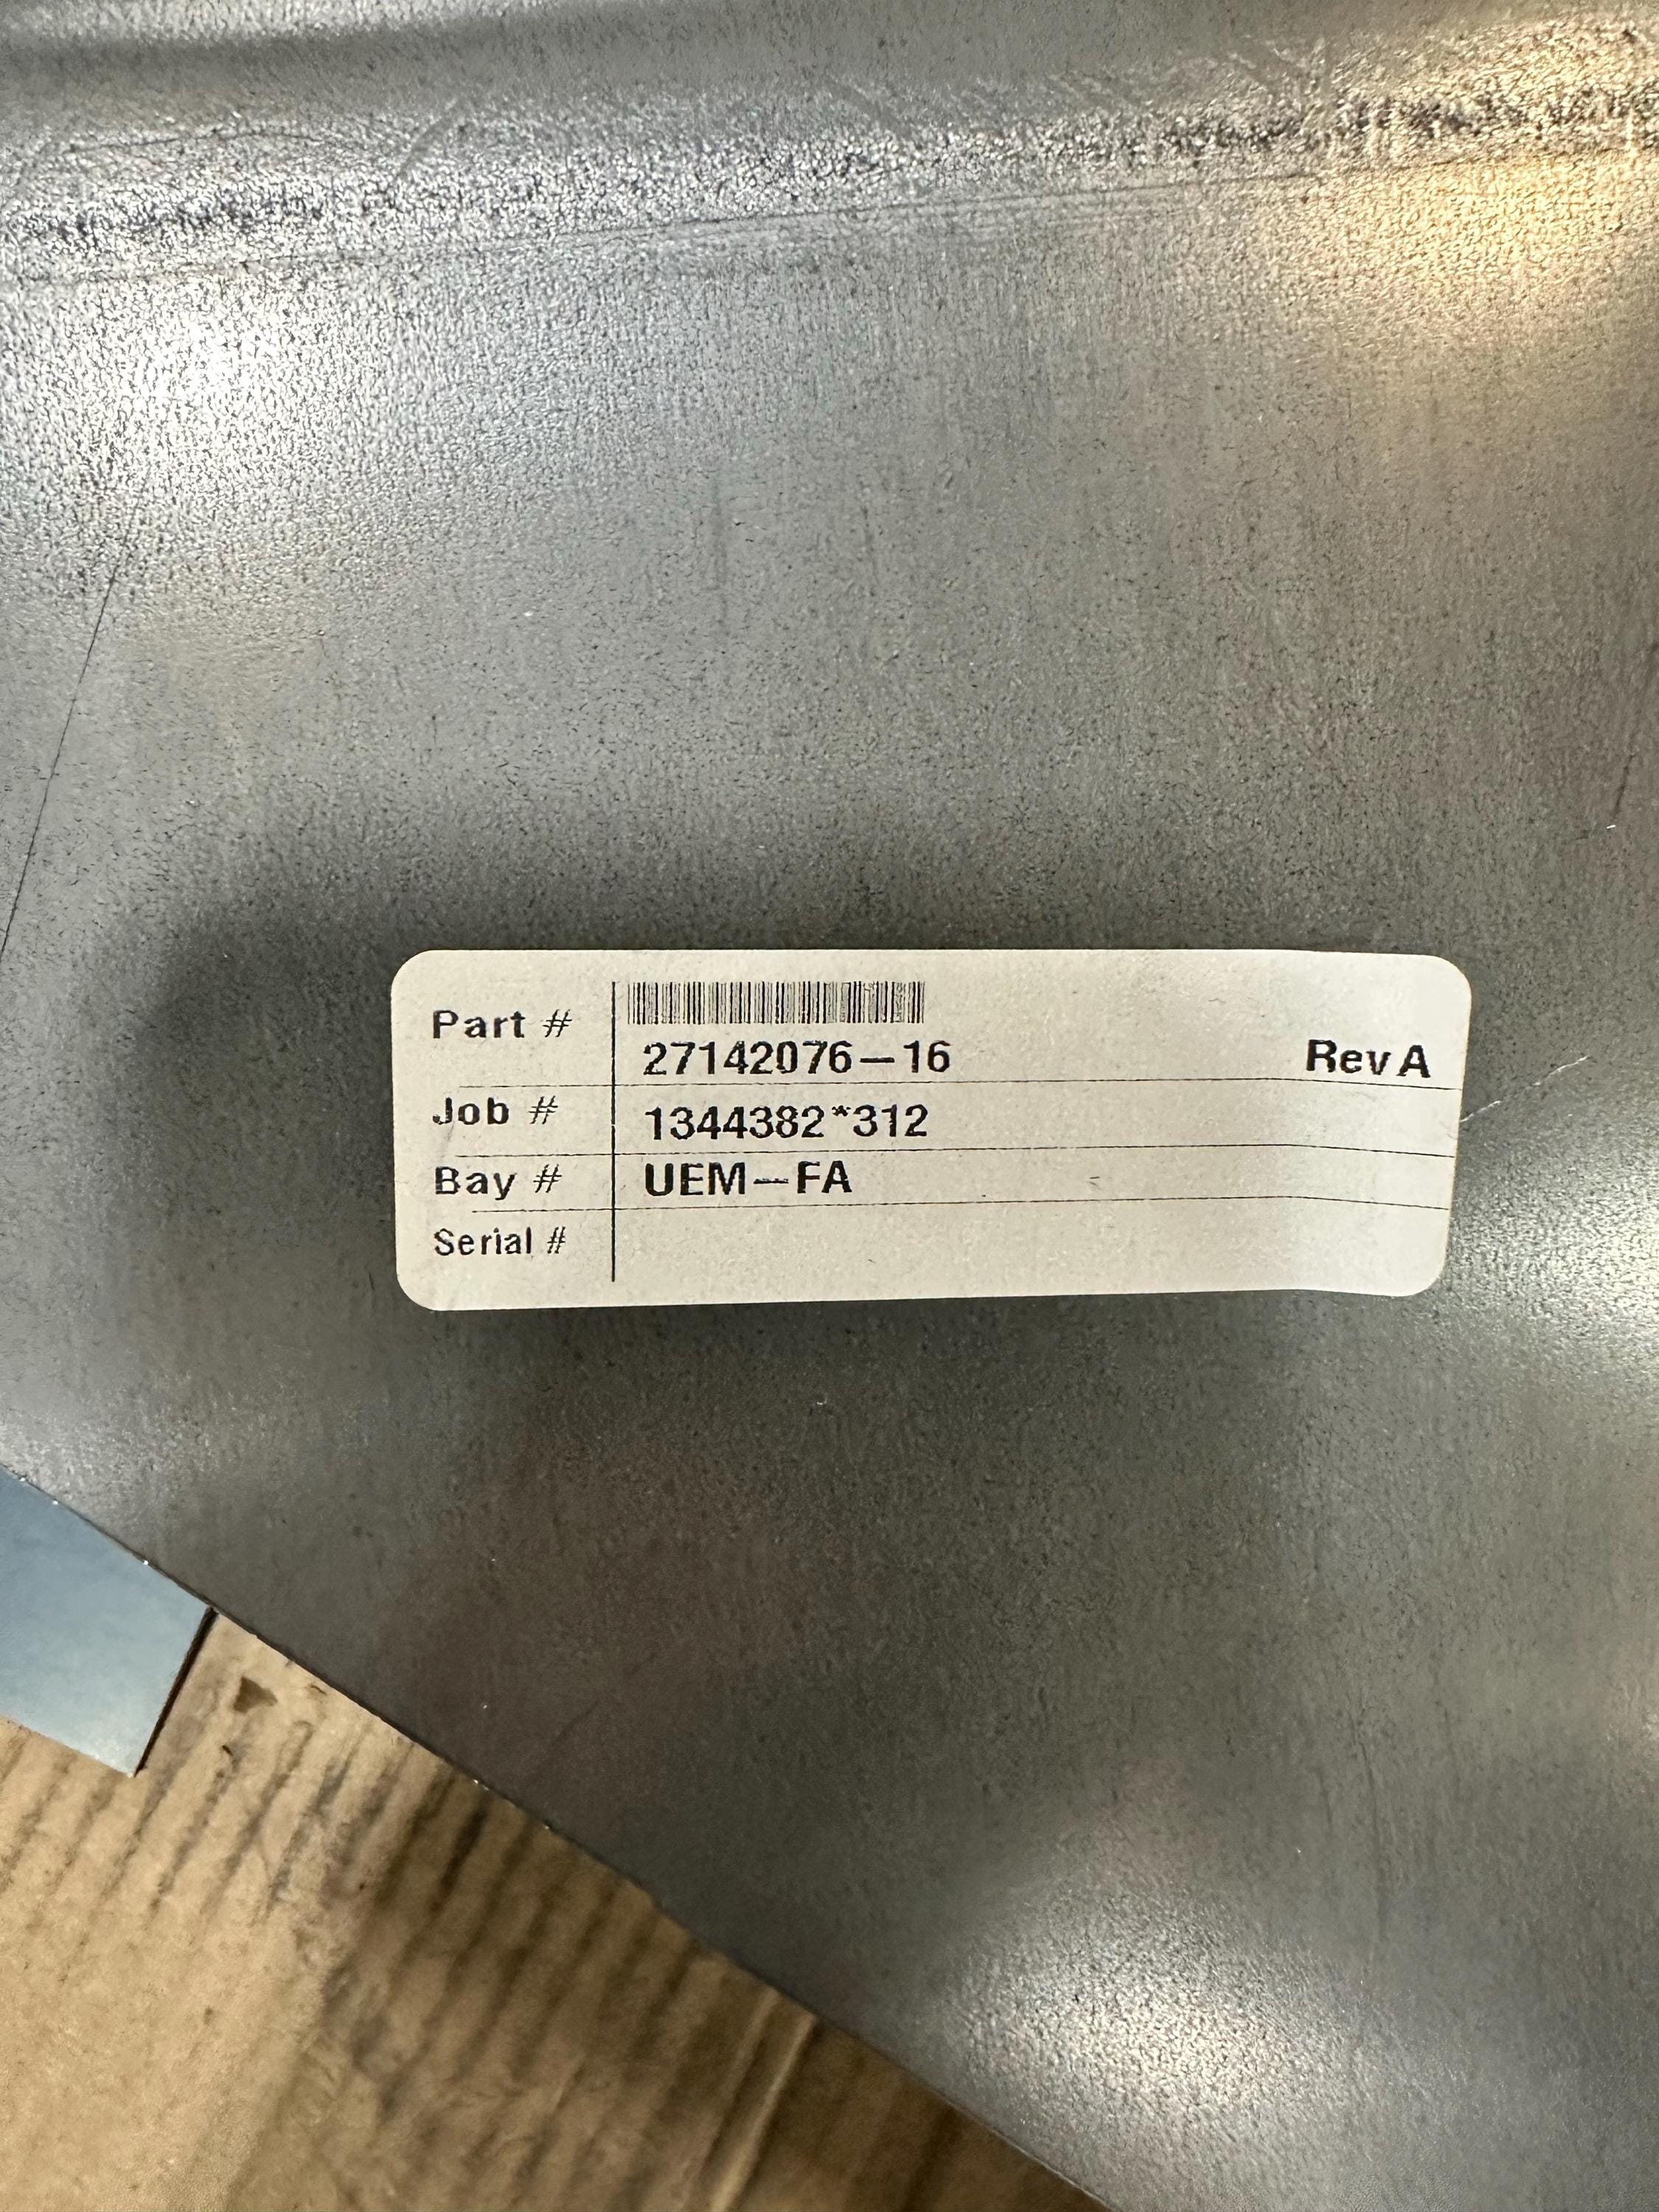 Part #
27142076-16 Rev A
Job # 1344382*312
Bay # UEM-FA
Serial #